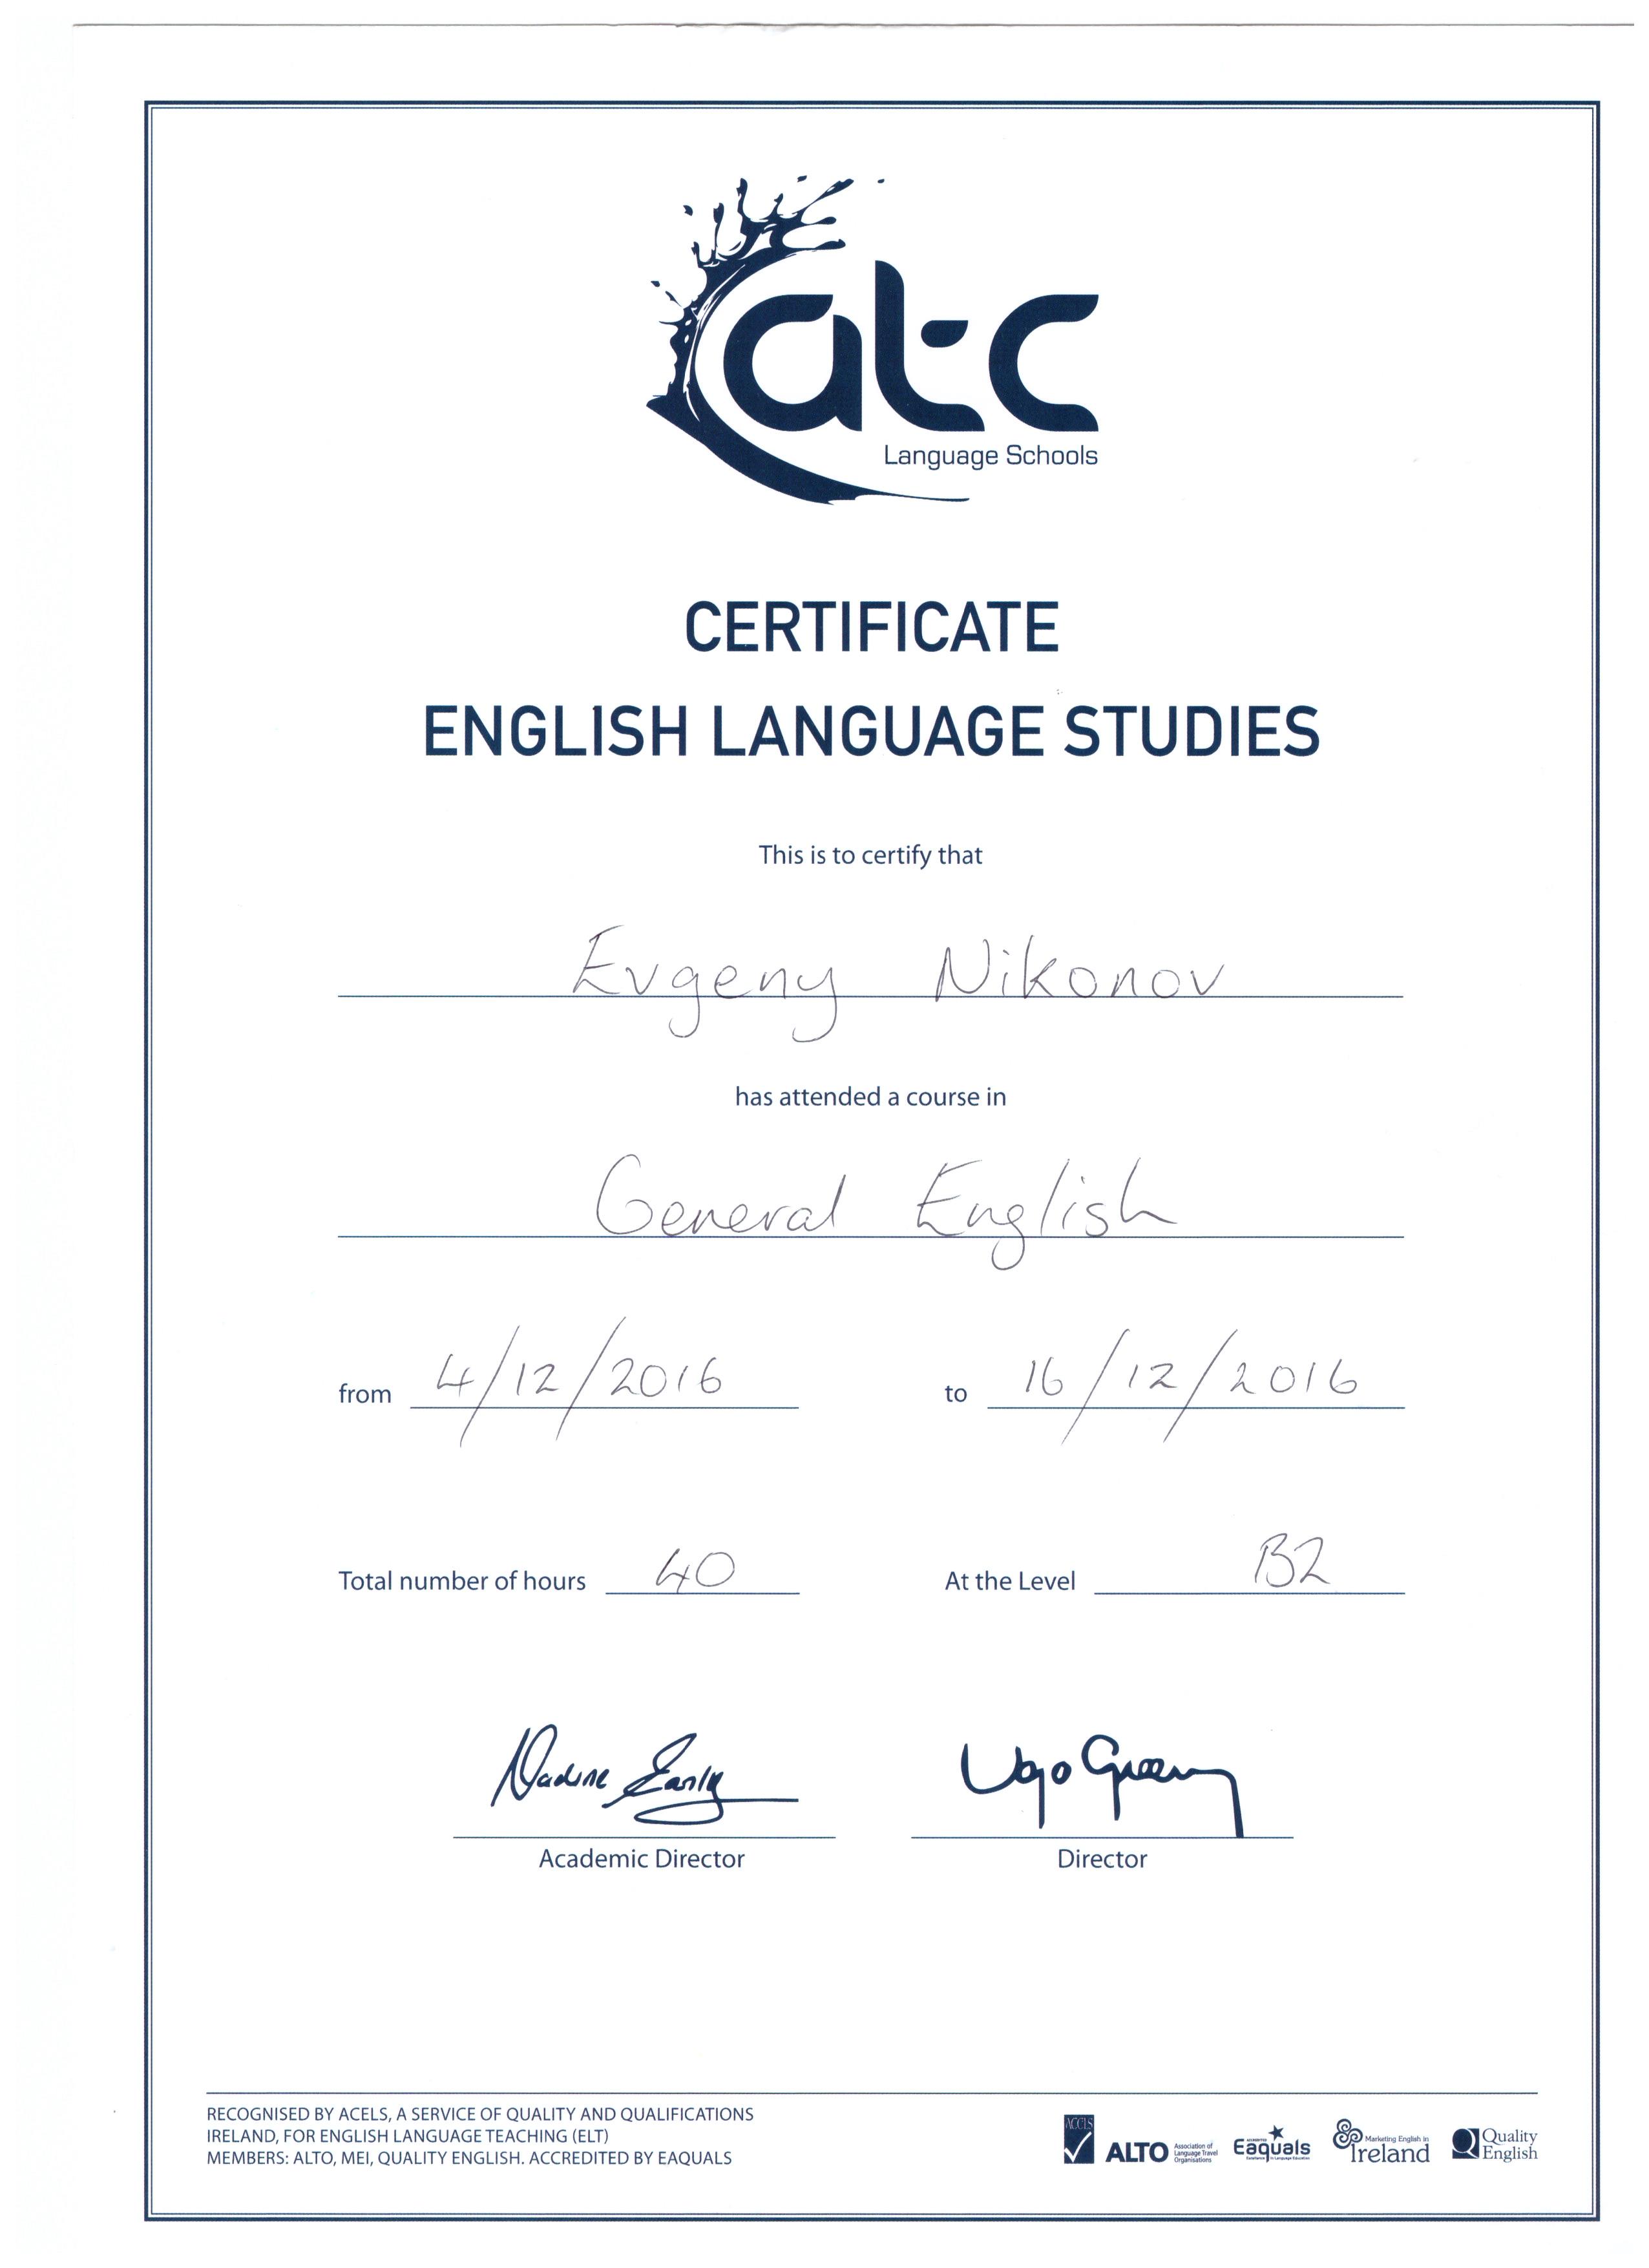 atc
Language Schools
CERTIFICATE
ENGLISH LANGUAGE STUDIES
This is to certify that
Evgeny Nikonov
has attended a course in
General English
from 4/12/2016 to 16/12/2016
Total number of hours 40 At the Level B2
Nadine Early
Academic Director Director
RECOGNISED BY ACELS, A SERVICE OF QUALITY AND QUALIFICATIONS
IRELAND, FOR ENGLISH LANGUAGE TEACHING (ELT)
MEMBERS: ALTO, MEI, QUALITY ENGLISH. ACCREDITED BY EAQUALS
ACELS
ALTO Association of
Language Travel
Organisations
Eaquals
Excellence in Language Education
Marketing English in
Ireland
Quality
English